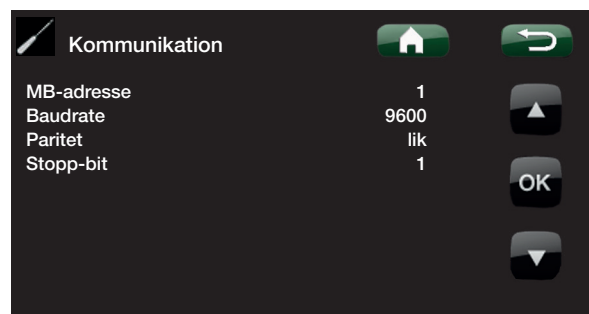 Kommunikation
MB-adresse 1
Baudrate 9600
Paritet lik
Stopp-bit 1
OK